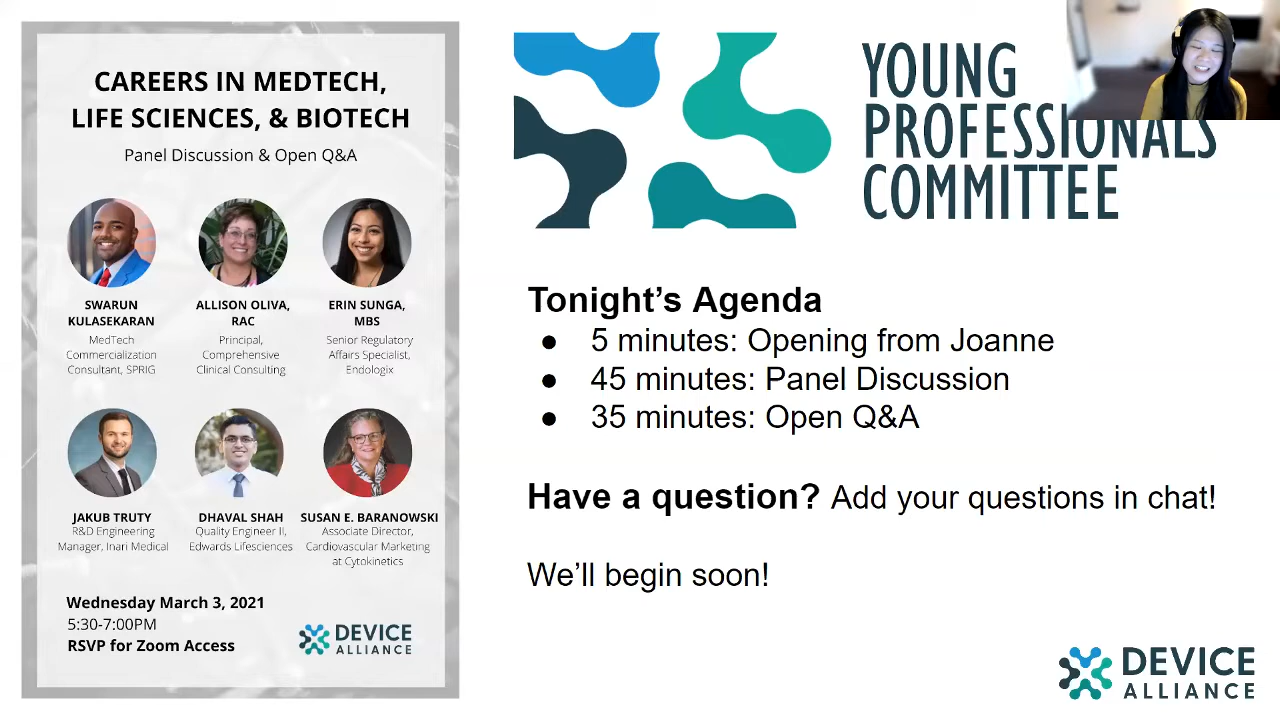 CAREERS IN MEDTECH,
LIFE SCIENCES, & BIOTECH
Panel Discussion & Open Q&A
SWARUN
KULASEKARAN
MedTech
Commercialization
Consultant, SPRIG
ALLISON OLIVA,
RAC
Principal,
Comprehensive
Clinical Consulting
ERIN SUNGA,
MBS
Senior Regulatory
Affairs Specialist,
Endologix
JAKUB TRUTY
R&D Engineering
Manager, Inari Medical
DHAVAL SHAH
Quality Engineer II,
Edwards Lifesciences
SUSAN E. BARANOWSKI
Associate Director,
Cardiovascular Marketing
at Cytokinetics
Wednesday March 3, 2021
5:30-7:00PM
RSVP for Zoom Access
DEVICE
ALLIANCE
YOUNG
PROFESSIONALS
COMMITTEE
Tonight's Agenda
● 5 minutes: Opening from Joanne
● 45 minutes: Panel Discussion
● 35 minutes: Open Q&A
Have a question? Add your questions in chat!
We'll begin soon!
DEVICE
ALLIANCE